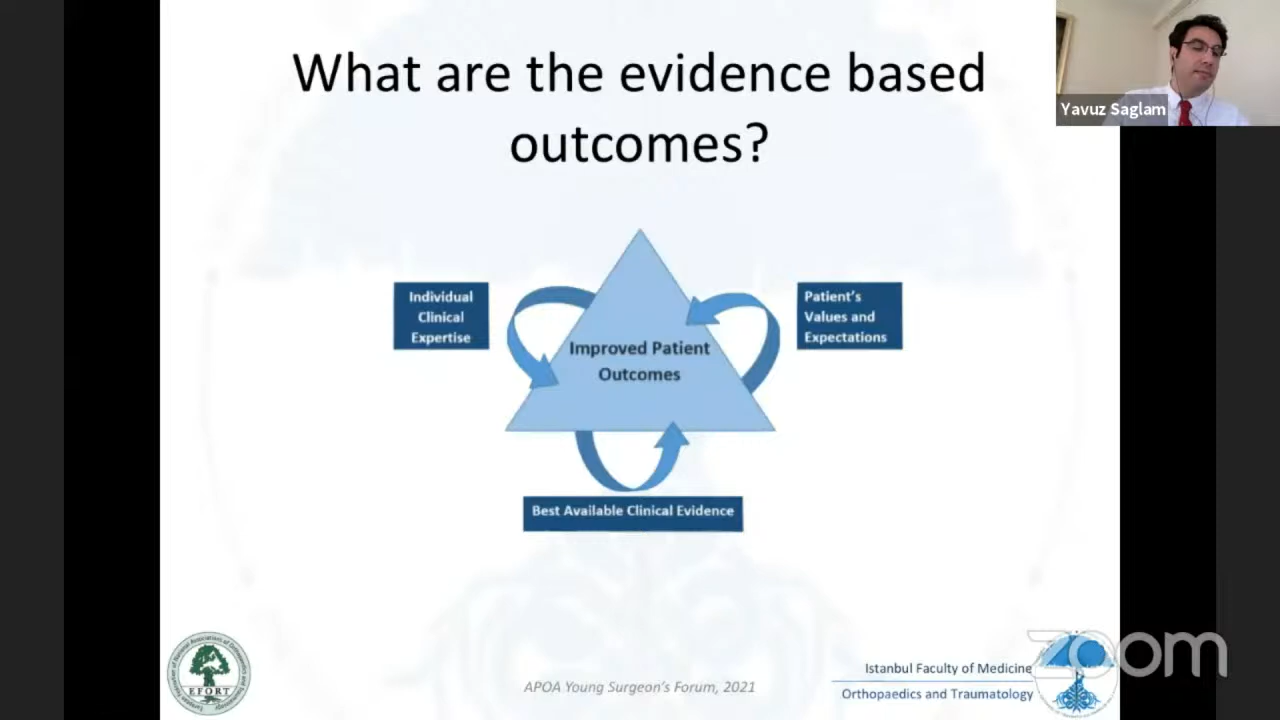 What are the evidence based
outcomes?
Yavuz Saglam
Individual
Clinical
Expertise
Patient's
Values and
Expectations
Improved Patient
Outcomes
Best Available Clinical Evidence
EFORT
APOA Young Surgeon's Forum, 2021
Istanbul Faculty of Medicine
Orthopaedics and Traumatology
zoom